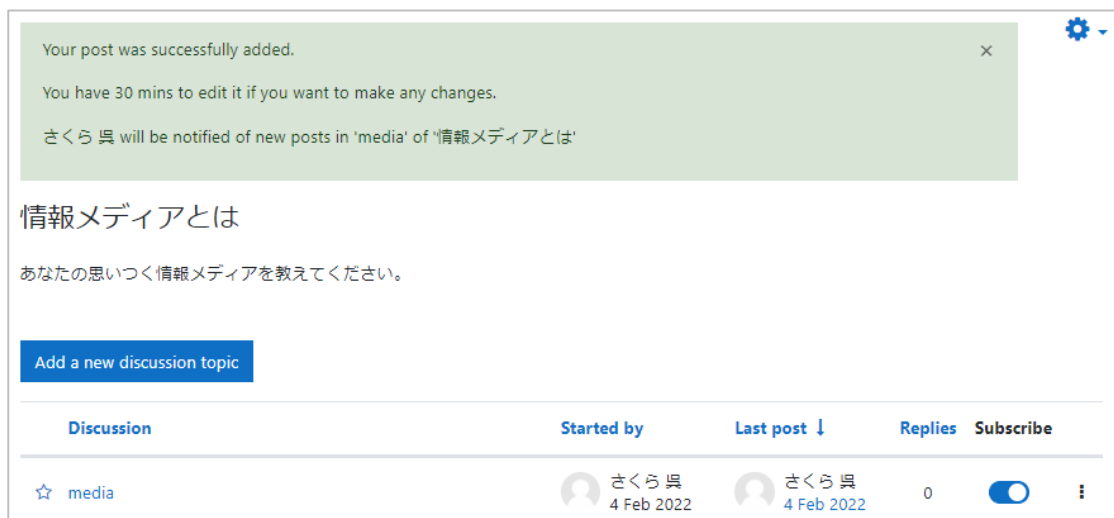 Your post was successfully added.
You have 30 mins to edit it if you want to make any changes.
さくら 呉 will be notified of new posts in 'media' of '情報メディアとは'
情報メディアとは
あなたの思いつく情報メディアを教えてください。
Add a new discussion topic
Discussion Started by Last post ↓ Replies Subscribe
media さくら 呉 さくら 呉 0
4 Feb 2022 4 Feb 2022